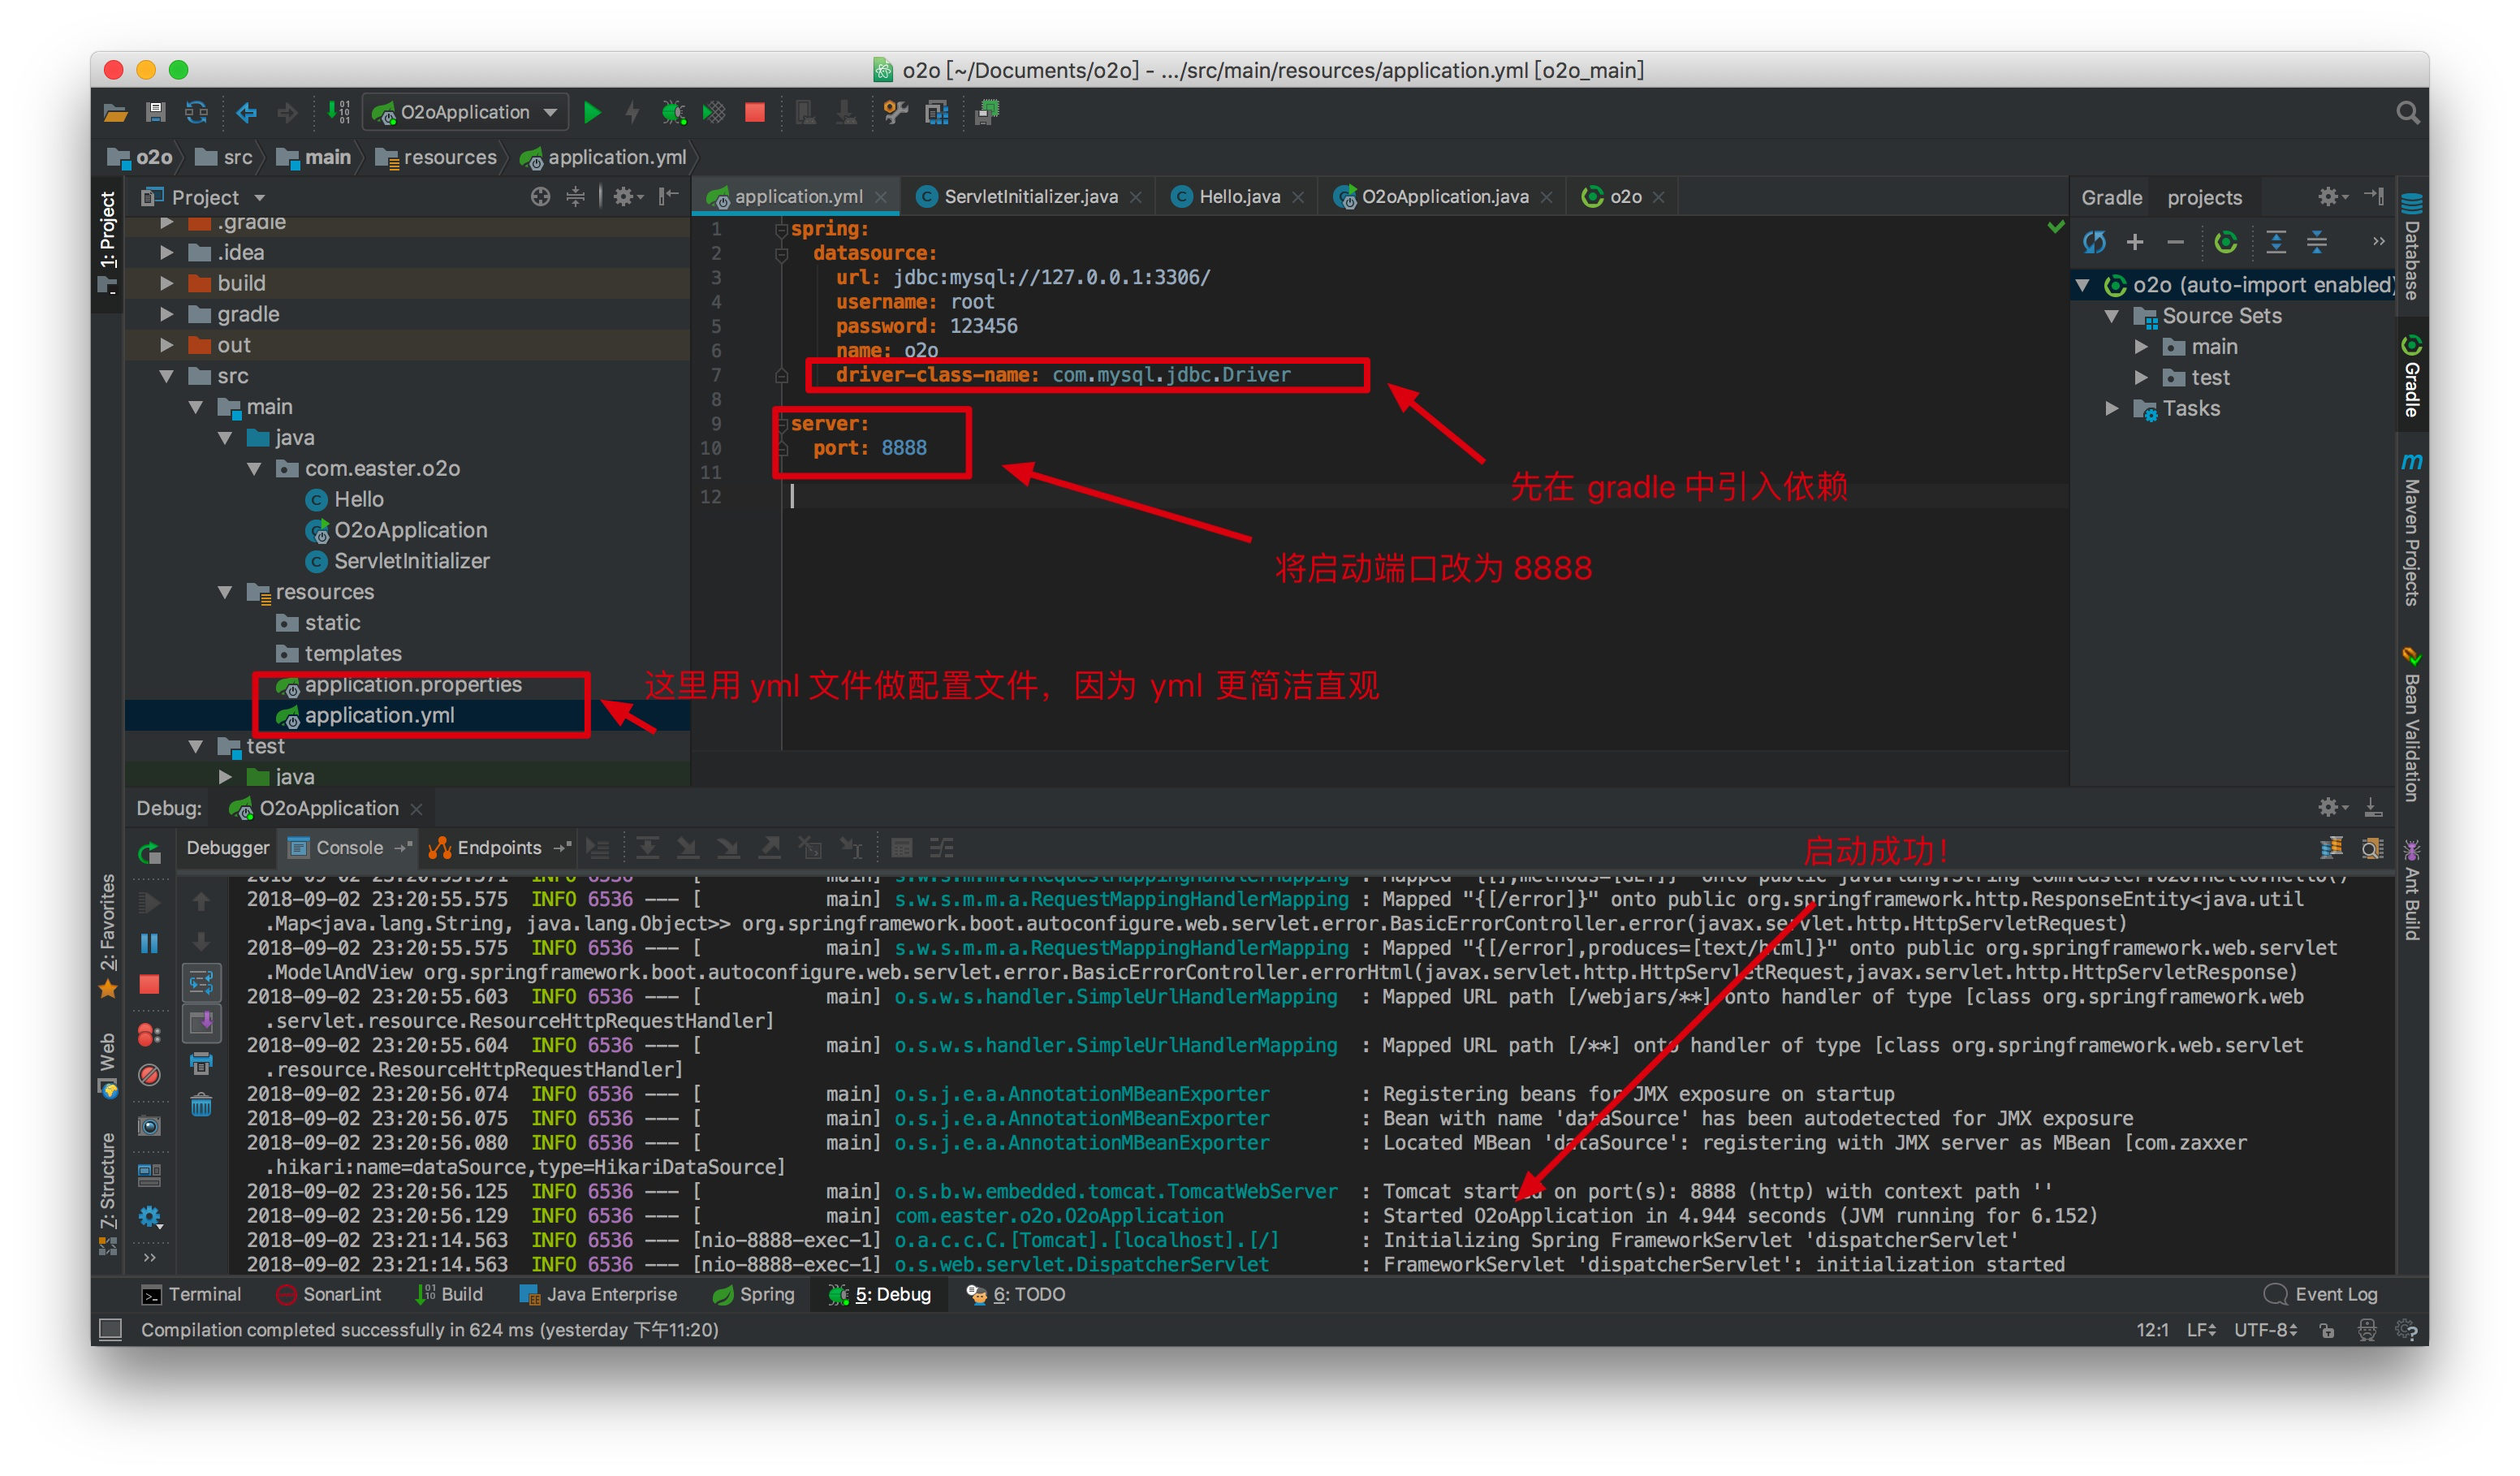 o2o [~/Documents/o2o] - .../src/main/resources/application.yml [o2o_main]
O2oApplication
o2o src main resources application.yml
1: Project
Project
.gradle
.idea
build
gradle
out
src
main
java
com.easter.o2o
Hello
O2oApplication
ServletInitializer
resources
static
templates
application.properties
application.yml
test
java
application.yml ServletInitializer.java Hello.java O2oApplication.java o2o
1 spring:
2 datasource:
3 url: jdbc:mysql://127.0.0.1:3306/
4 username: root
5 password: 123456
6 name: o2o
7 driver-class-name: com.mysql.jdbc.Driver
8
9 server:
10 port: 8888
11
12
先在 gradle 中引入依赖
将启动端口改为 8888
这里用 yml 文件做配置文件，因为 yml 更简洁直观
Gradle projects
o2o (auto-import enabled)
Source Sets
main
test
Tasks
Database
Gradle
Maven Projects
Bean Validation
Ant Build
Debug: O2oApplication
Debugger Console Endpoints
启动成功！
2018-09-02 23:20:55.571 INFO 6536 --- [ main] s.w.s.m.m.a.RequestMappingHandlerMapping : Mapped "{[],methods=[GET]}" onto public java.lang.String com.easter.o2o.Hello.hello()
2018-09-02 23:20:55.575 INFO 6536 --- [ main] s.w.s.m.m.a.RequestMappingHandlerMapping : Mapped "{[/error]}" onto public org.springframework.http.ResponseEntity<java.util
.Map<java.lang.String, java.lang.Object>> org.springframework.boot.autoconfigure.web.servlet.error.BasicErrorController.error(javax.servlet.http.HttpServletRequest)
2018-09-02 23:20:55.575 INFO 6536 --- [ main] s.w.s.m.m.a.RequestMappingHandlerMapping : Mapped "{[/error],produces=[text/html]}" onto public org.springframework.web.servlet
.ModelAndView org.springframework.boot.autoconfigure.web.servlet.error.BasicErrorController.errorHtml(javax.servlet.http.HttpServletRequest,javax.servlet.http.HttpServletResponse)
2018-09-02 23:20:55.603 INFO 6536 --- [ main] o.s.w.s.handler.SimpleUrlHandlerMapping : Mapped URL path [/webjars/**] onto handler of type [class org.springframework.web
.servlet.resource.ResourceHttpRequestHandler]
2018-09-02 23:20:55.604 INFO 6536 --- [ main] o.s.w.s.handler.SimpleUrlHandlerMapping : Mapped URL path [/**] onto handler of type [class org.springframework.web.servlet
.resource.ResourceHttpRequestHandler]
2018-09-02 23:20:56.074 INFO 6536 --- [ main] o.s.j.e.a.AnnotationMBeanExporter : Registering beans for JMX exposure on startup
2018-09-02 23:20:56.075 INFO 6536 --- [ main] o.s.j.e.a.AnnotationMBeanExporter : Bean with name 'dataSource' has been autodetected for JMX exposure
2018-09-02 23:20:56.080 INFO 6536 --- [ main] o.s.j.e.a.AnnotationMBeanExporter : Located MBean 'dataSource': registering with JMX server as MBean [com.zaxxer
.hikari:name=dataSource,type=HikariDataSource]
2018-09-02 23:20:56.125 INFO 6536 --- [ main] o.s.b.w.embedded.tomcat.TomcatWebServer : Tomcat started on port(s): 8888 (http) with context path ''
2018-09-02 23:20:56.129 INFO 6536 --- [ main] com.easter.o2o.O2oApplication : Started O2oApplication in 4.944 seconds (JVM running for 6.152)
2018-09-02 23:21:14.563 INFO 6536 --- [nio-8888-exec-1] o.a.c.c.C.[Tomcat].[localhost].[/] : Initializing Spring FrameworkServlet 'dispatcherServlet'
2018-09-02 23:21:14.563 INFO 6536 --- [nio-8888-exec-1] o.s.web.servlet.DispatcherServlet : FrameworkServlet 'dispatcherServlet': initialization started
2: Favorites
Web
Z: Structure
Terminal SonarLint Build Java Enterprise Spring 5: Debug 6: TODO Event Log
Compilation completed successfully in 624 ms (yesterday 下午11:20) 12:1 LF UTF-8